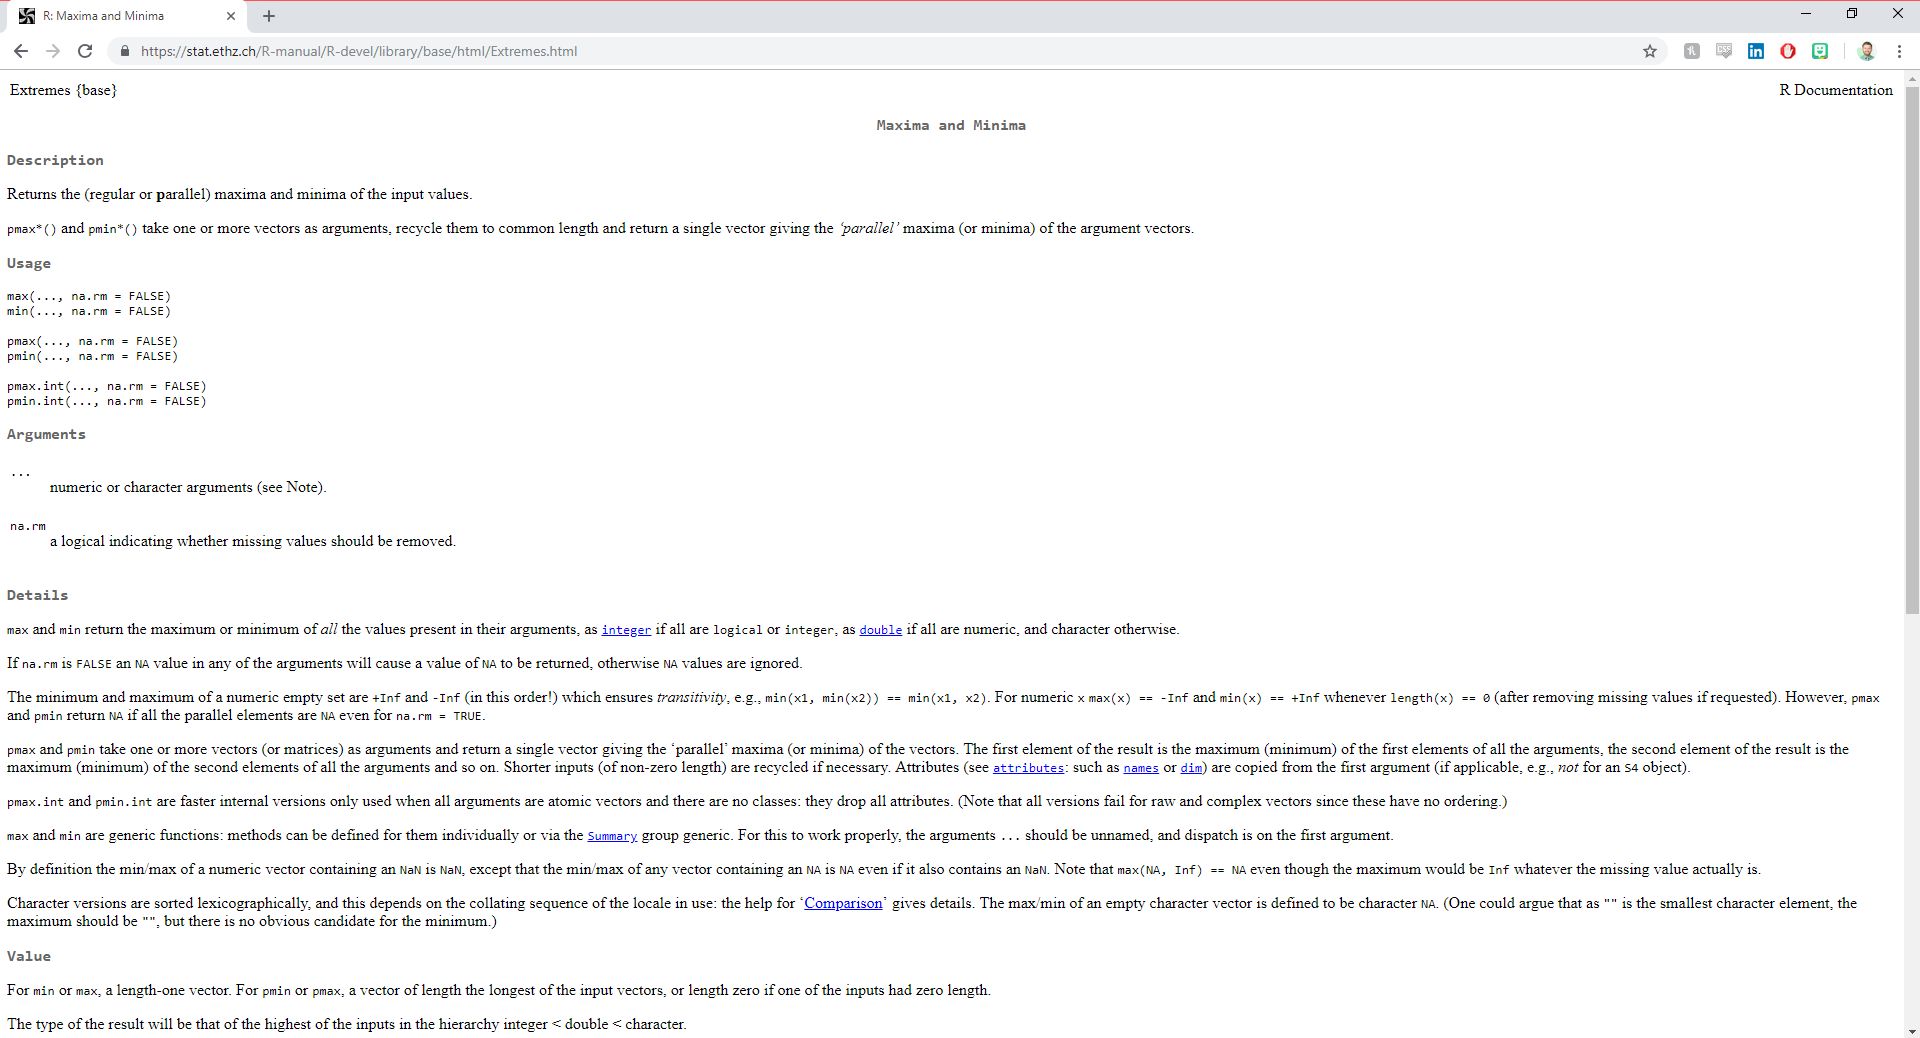 R: Maxima and Minima
https://stat.ethz.ch/R-manual/R-devel/library/base/html/Extremes.html
Extremes {base}
R Documentation
Maxima and Minima
Description
Returns the (regular or parallel) maxima and minima of the input values.
pmax*() and pmin*() take one or more vectors as arguments, recycle them to common length and return a single vector giving the ‘parallel’ maxima (or minima) of the argument vectors.
Usage
max(..., na.rm = FALSE)
min(..., na.rm = FALSE)
pmax(..., na.rm = FALSE)
pmin(..., na.rm = FALSE)
pmax.int(..., na.rm = FALSE)
pmin.int(..., na.rm = FALSE)
Arguments
...
numeric or character arguments (see Note).
na.rm
a logical indicating whether missing values should be removed.
Details
max and min return the maximum or minimum of all the values present in their arguments, as integer if all are logical or integer, as double if all are numeric, and character otherwise.
If na.rm is FALSE an NA value in any of the arguments will cause a value of NA to be returned, otherwise NA values are ignored.
The minimum and maximum of a numeric empty set are +Inf and -Inf (in this order!) which ensures transitivity, e.g., min(x1, min(x2)) == min(x1, x2). For numeric x max(x) == -Inf and min(x) == +Inf whenever length(x) == 0 (after removing missing values if requested). However, pmax
and pmin return NA if all the parallel elements are NA even for na.rm = TRUE.
pmax and pmin take one or more vectors (or matrices) as arguments and return a single vector giving the ‘parallel’ maxima (or minima) of the vectors. The first element of the result is the maximum (minimum) of the first elements of all the arguments, the second element of the result is the
maximum (minimum) of the second elements of all the arguments and so on. Shorter inputs (of non-zero length) are recycled if necessary. Attributes (see attributes: such as names or dim) are copied from the first argument (if applicable, e.g., not for an S4 object).
pmax.int and pmin.int are faster internal versions only used when all arguments are atomic vectors and there are no classes: they drop all attributes. (Note that all versions fail for raw and complex vectors since these have no ordering.)
max and min are generic functions: methods can be defined for them individually or via the Summary group generic. For this to work properly, the arguments ... should be unnamed, and dispatch is on the first argument.
By definition the min/max of a numeric vector containing an NaN is NaN, except that the min/max of any vector containing an NA is NA even if it also contains an NaN. Note that max(NA, Inf) == NA even though the maximum would be Inf whatever the missing value actually is.
Character versions are sorted lexicographically, and this depends on the collating sequence of the locale in use: the help for ‘Comparison’ gives details. The max/min of an empty character vector is defined to be character NA. (One could argue that as "" is the smallest character element, the
maximum should be "", but there is no obvious candidate for the minimum.)
Value
For min or max, a length-one vector. For pmin or pmax, a vector of length the longest of the input vectors, or length zero if one of the inputs had zero length.
The type of the result will be that of the highest of the inputs in the hierarchy integer < double < character.